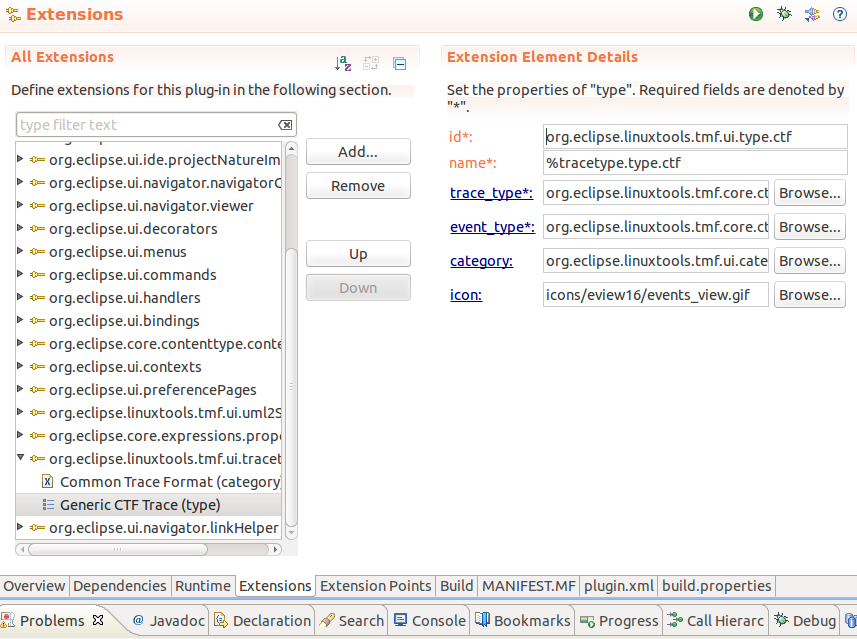 Extensions
All Extensions
Define extensions for this plug-in in the following section.
type filter text
org.eclipse.ui.ide.projectNatureIm
org.eclipse.ui.navigator.navigatorC
org.eclipse.ui.navigator.viewer
org.eclipse.ui.decorators
org.eclipse.ui.menus
org.eclipse.ui.commands
org.eclipse.ui.handlers
org.eclipse.ui.bindings
org.eclipse.core.contenttype.conte
org.eclipse.ui.contexts
org.eclipse.ui.preferencePages
org.eclipse.linuxtools.tmf.ui.uml2S
org.eclipse.core.expressions.prope
org.eclipse.linuxtools.tmf.ui.tracet
Common Trace Format (category)
Generic CTF Trace (type)
org.eclipse.ui.navigator.linkHelper
Add...
Remove
Up
Down
Extension Element Details
Set the properties of "type". Required fields are denoted by
"*".
id*: org.eclipse.linuxtools.tmf.ui.type.ctf
name*: %tracetype.type.ctf
trace_type*: org.eclipse.linuxtools.tmf.core.ct Browse...
event_type*: org.eclipse.linuxtools.tmf.core.ct Browse...
category: org.eclipse.linuxtools.tmf.ui.cate Browse...
icon: icons/eview16/events_view.gif Browse...
Overview Dependencies Runtime Extensions Extension Points Build MANIFEST.MF plugin.xml build.properties
Problems @ Javadoc Declaration Search Console Bookmarks Progress Call Hierarc Debug